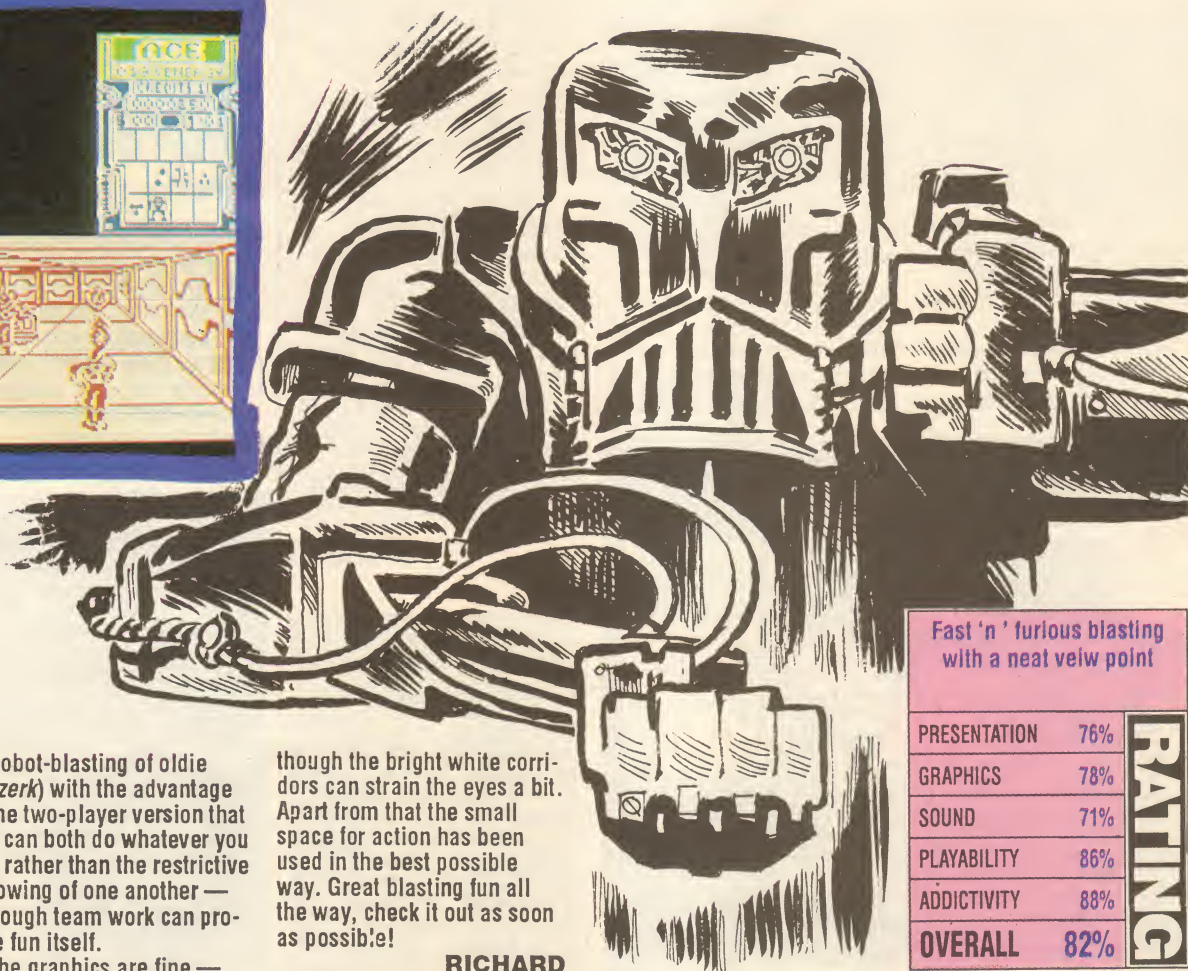 ACE
CREDITS
obot-blasting of oldie
zerk) with the advantage
ne two-player version that
can both do whatever you
rather than the restrictive
owing of one another —
ough team work can pro-
e fun itself.
he graphics are fine —
though the bright white corri-
dors can strain the eyes a bit.
Apart from that the small
space for action has been
used in the best possible
way. Great blasting fun all
the way, check it out as soon
as possible!
RICHARD
Fast 'n ' furious blasting
with a neat veiw point
PRESENTATION 76%
GRAPHICS 78%
SOUND 71%
PLAYABILITY 86%
ADDICTIVITY 88%
OVERALL 82%
RATING